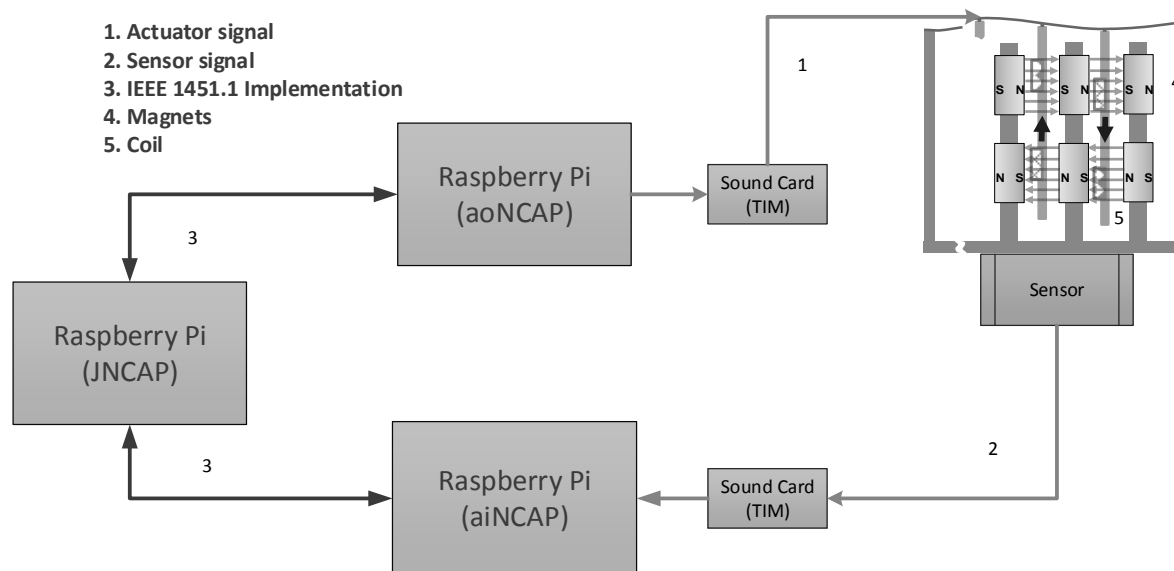 1. Actuator signal
2. Sensor signal
3. IEEE 1451.1 Implementation
4. Magnets
5. Coil
1
Raspberry Pi
(aoNCAP)
Sound Card
(TIM)
S N S N S N
4
N S N S N S
5
3
Sensor
Raspberry Pi
(JNCAP)
3
Raspberry Pi
(aiNCAP)
Sound Card
(TIM)
2